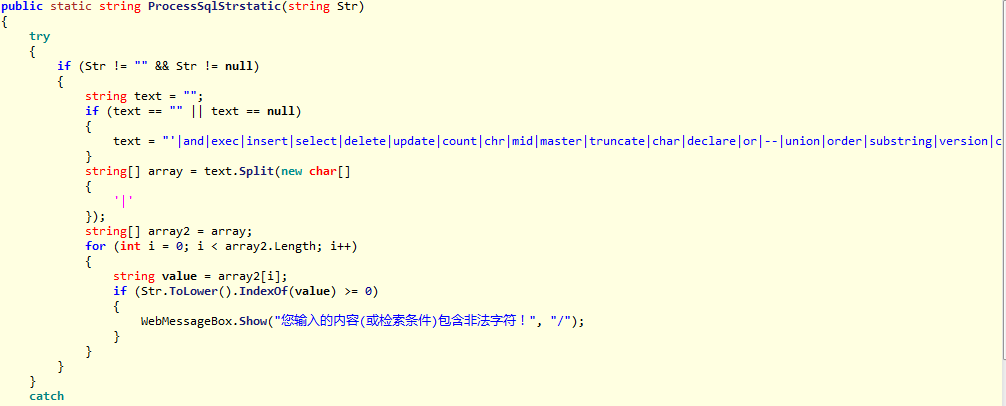 public static string ProcessSqlStrstatic(string Str)
{
try
{
if (Str != "" && Str != null)
{
string text = "";
if (text == "" || text == null)
{
text = "'|and|exec|insert|select|delete|update|count|chr|mid|master|truncate|char|declare|or|--|union|order|substring|version|c
}
string[] array = text.Split(new char[]
{
'|'
});
string[] array2 = array;
for (int i = 0; i < array2.Length; i++)
{
string value = array2[i];
if (Str.ToLower().IndexOf(value) >= 0)
{
WebMessageBox.Show("您输入的内容(或检索条件)包含非法字符！", "/");
}
}
}
}
catch